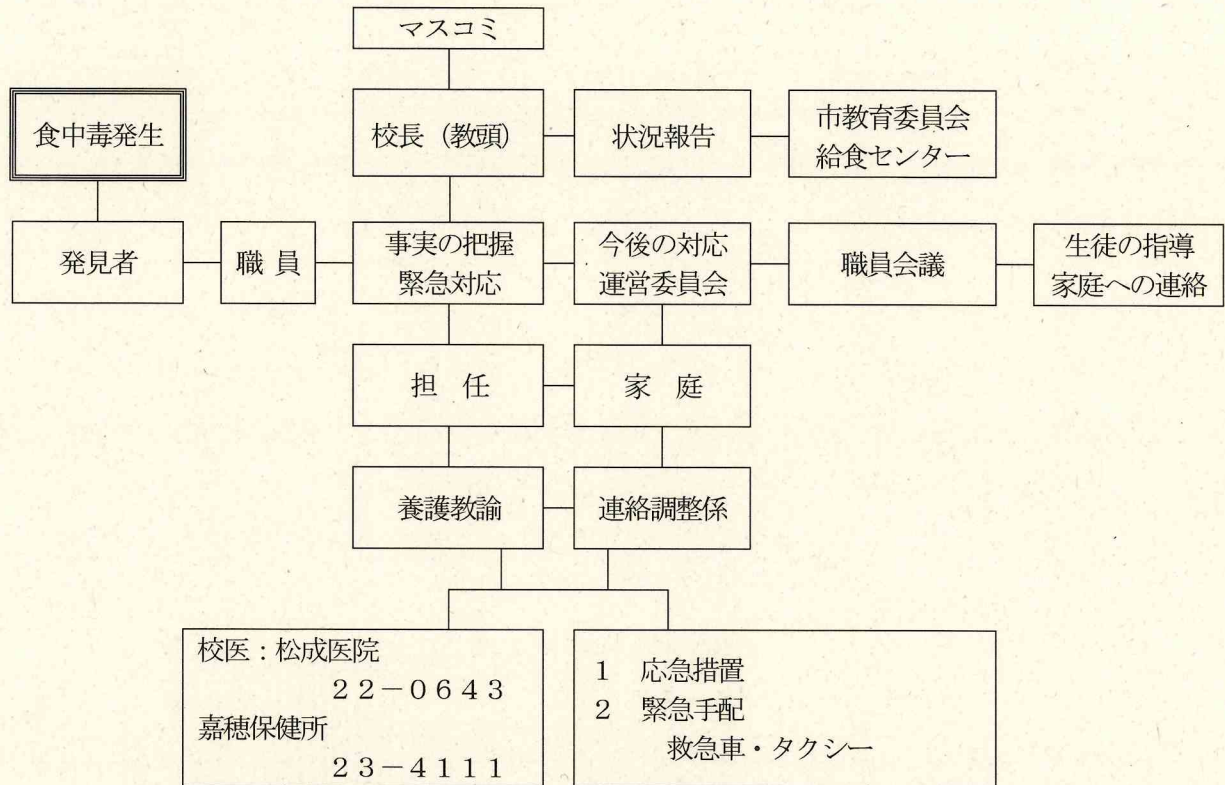 マスコミ
食中毒発生
校長（教頭）
状況報告
市教育委員会
給食センター
発見者
職 員
事実の把握
緊急対応
今後の対応
運営委員会
職員会議
生徒の指導
家庭への連絡
担 任
家 庭
養護教諭
連絡調整係
校医：松成医院
２２－０６４３
嘉穂保健所
２３－４１１１
１ 応急措置
２ 緊急手配
救急車・タクシー